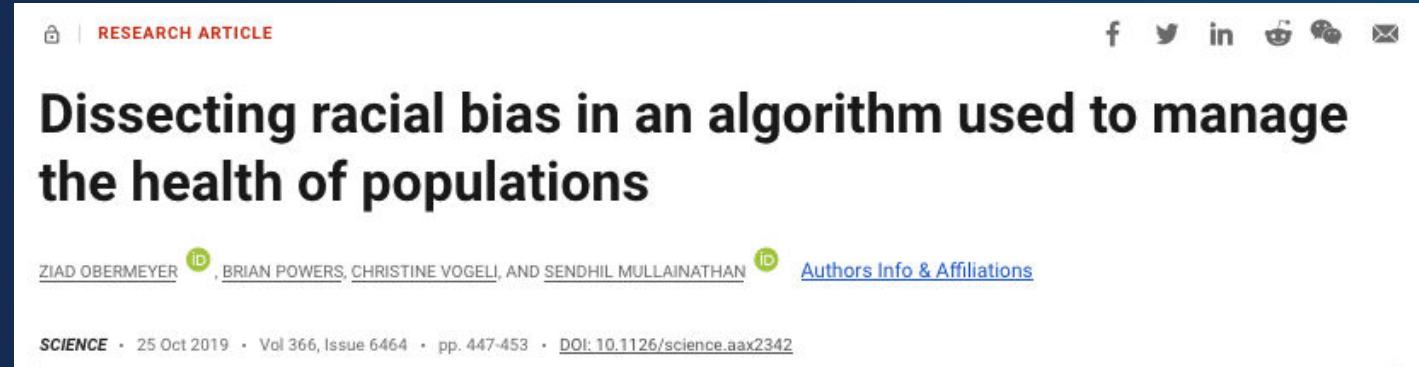 RESEARCH ARTICLE
Dissecting racial bias in an algorithm used to manage
the health of populations
ZIAD OBERMEYER iD , BRIAN POWERS, CHRISTINE VOGELI, AND SENDHIL MULLAINATHAN iD Authors Info & Affiliations
SCIENCE • 25 Oct 2019 • Vol 366, Issue 6464 • pp. 447-453 • DOI: 10.1126/science.aax2342